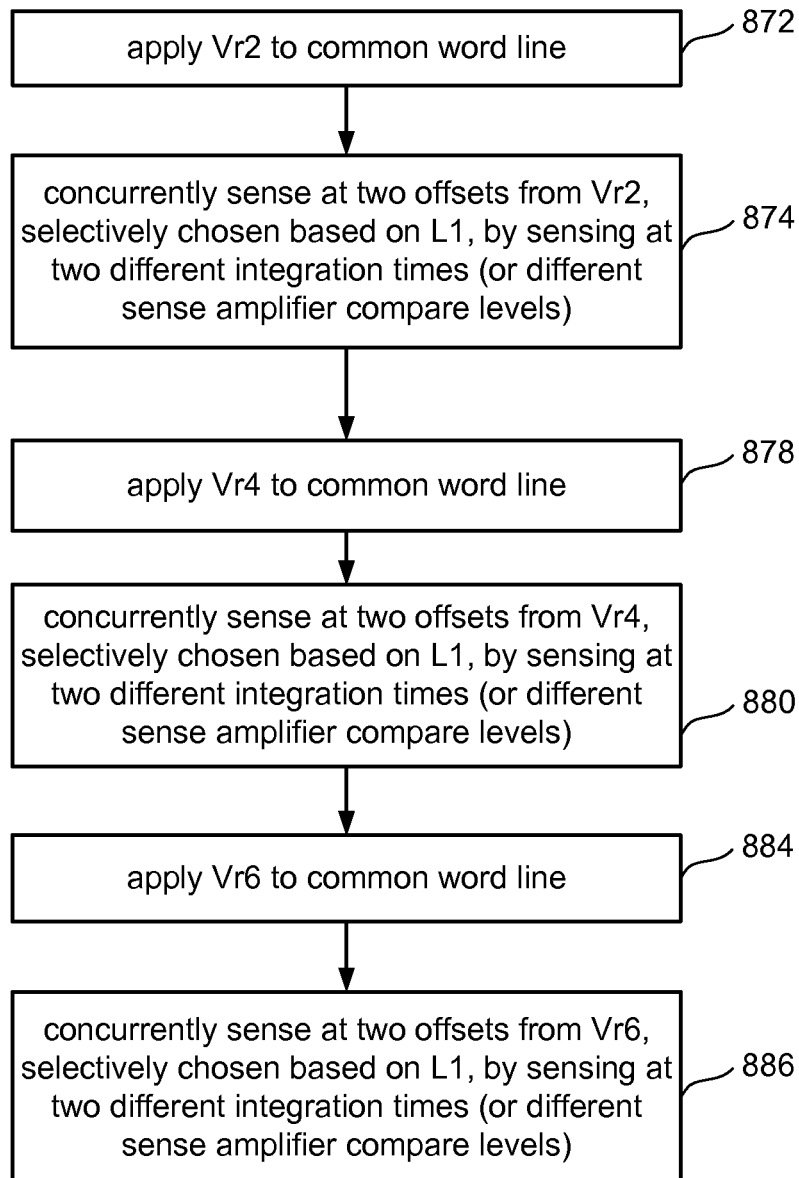 apply Vr2 to common word line
872
concurrently sense at two offsets from Vr2,
selectively chosen based on L1, by sensing at
two different integration times (or different
sense amplifier compare levels)
874
apply Vr4 to common word line
878
concurrently sense at two offsets from Vr4,
selectively chosen based on L1, by sensing at
two different integration times (or different
sense amplifier compare levels)
880
apply Vr6 to common word line
884
concurrently sense at two offsets from Vr6,
selectively chosen based on L1, by sensing at
two different integration times (or different
sense amplifier compare levels)
886